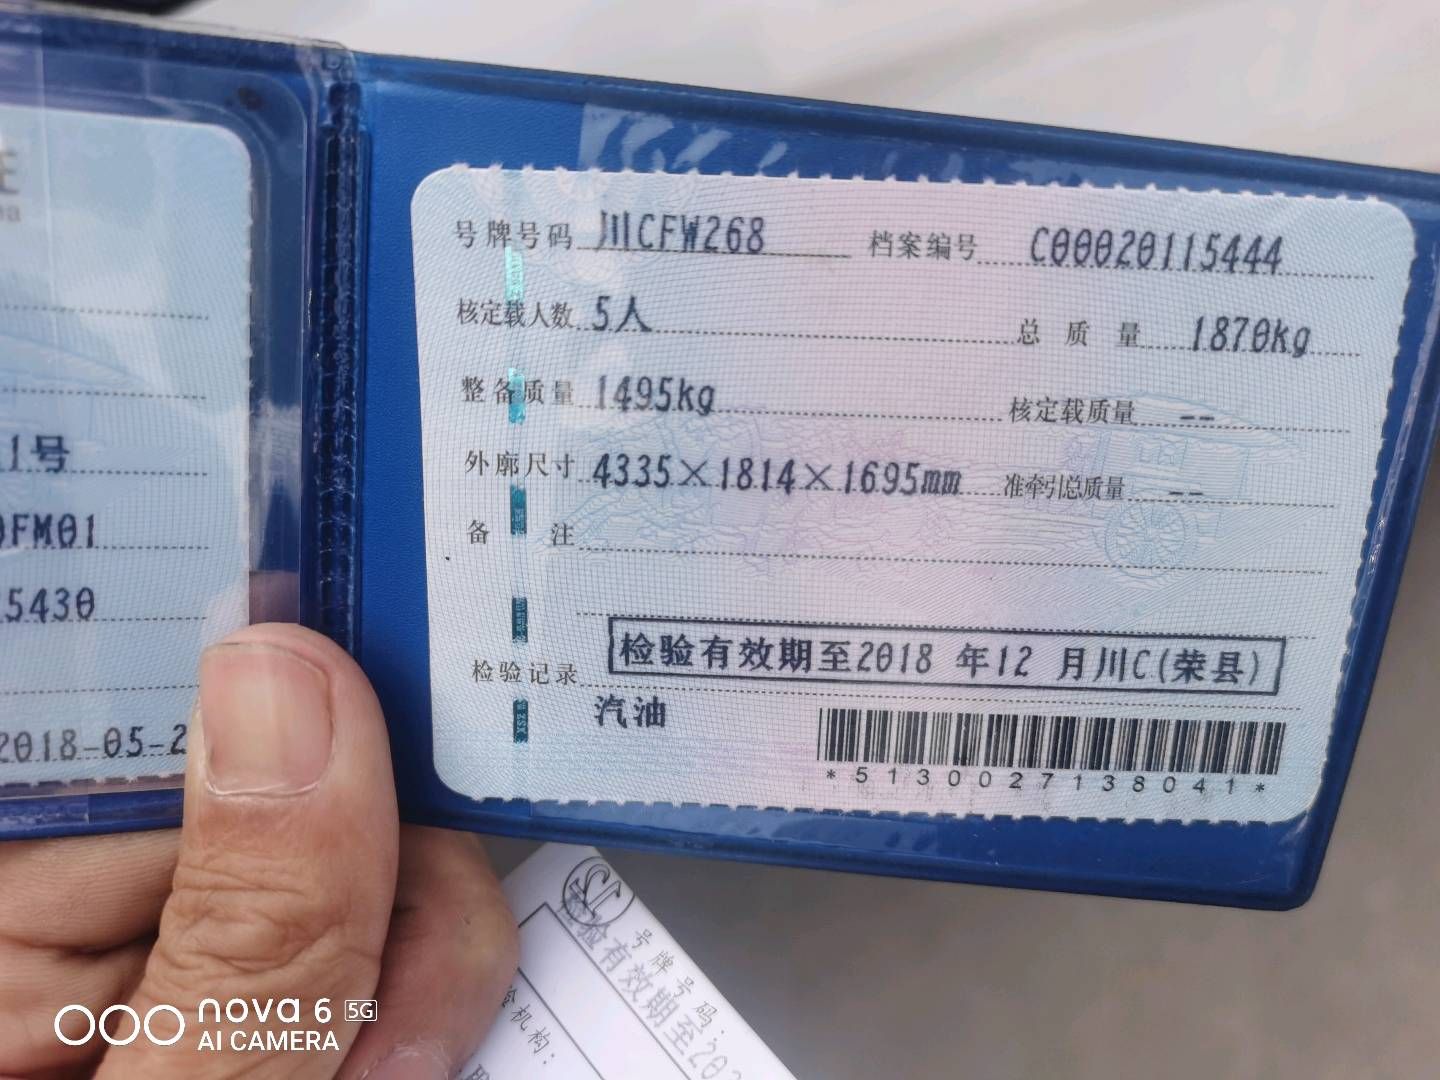 1号
FM01
5430
2018-05-2
号牌号码 川CFW268 档案编号 C00020115444
核定载人数 5人 总质量 1870kg
整备质量 1495kg 核定载质量 --
外廓尺寸 4335×1814×1695mm 准牵引总质量 --
备注
检验记录 检验有效期至2018 年12 月川C(荣县)
汽油
*5130027138041*
号牌号码:
检验有效期至20
机构:
nova 6 5G
AI CAMERA